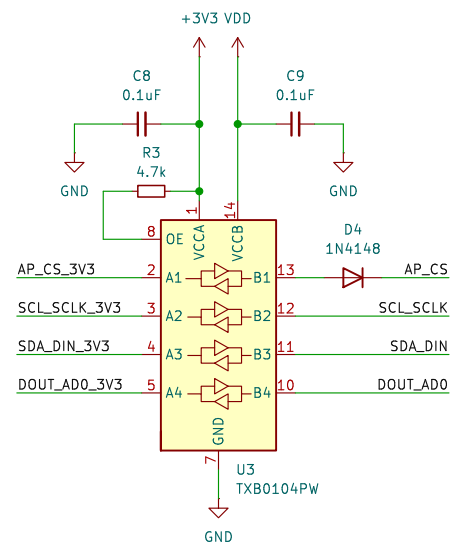 +3V3 VDD
C8
0.1uF
C9
0.1uF
GND
GND
R3
4.7k
1
14
VCCA
VCCB
8
OE
D4
1N4148
AP_CS_3V3
2
A1
B1
13
AP_CS
SCL_SCLK_3V3
3
A2
B2
12
SCL_SCLK
SDA_DIN_3V3
4
A3
B3
11
SDA_DIN
DOUT_AD0_3V3
5
A4
B4
10
DOUT_AD0
GND
7
U3
TXB0104PW
GND